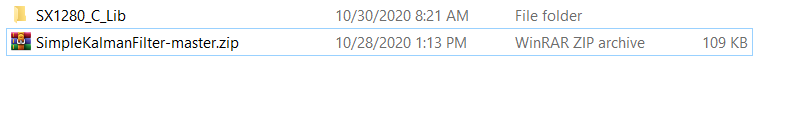 SX1280_C_Lib 10/30/2020 8:21 AM File folder
SimpleKalmanFilter-master.zip 10/28/2020 1:13 PM WinRAR ZIP archive 109 KB